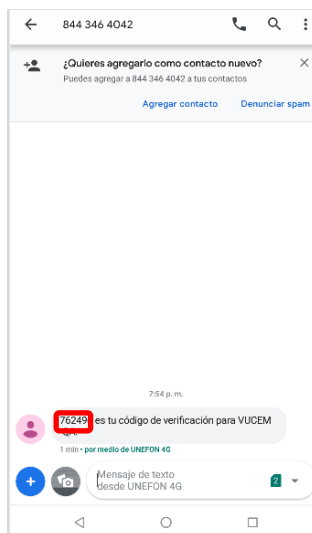 844 346 4042
¿Quieres agregarlo como contacto nuevo?
Puedes agregar a 844 346 4042 a tus contactos
Agregar contacto Denunciar spam
7:54 p. m.
76249 es tu código de verificación para VUCEM
1 min • por medio de UNEFON 4G
Mensaje de texto
desde UNEFON 4G
2